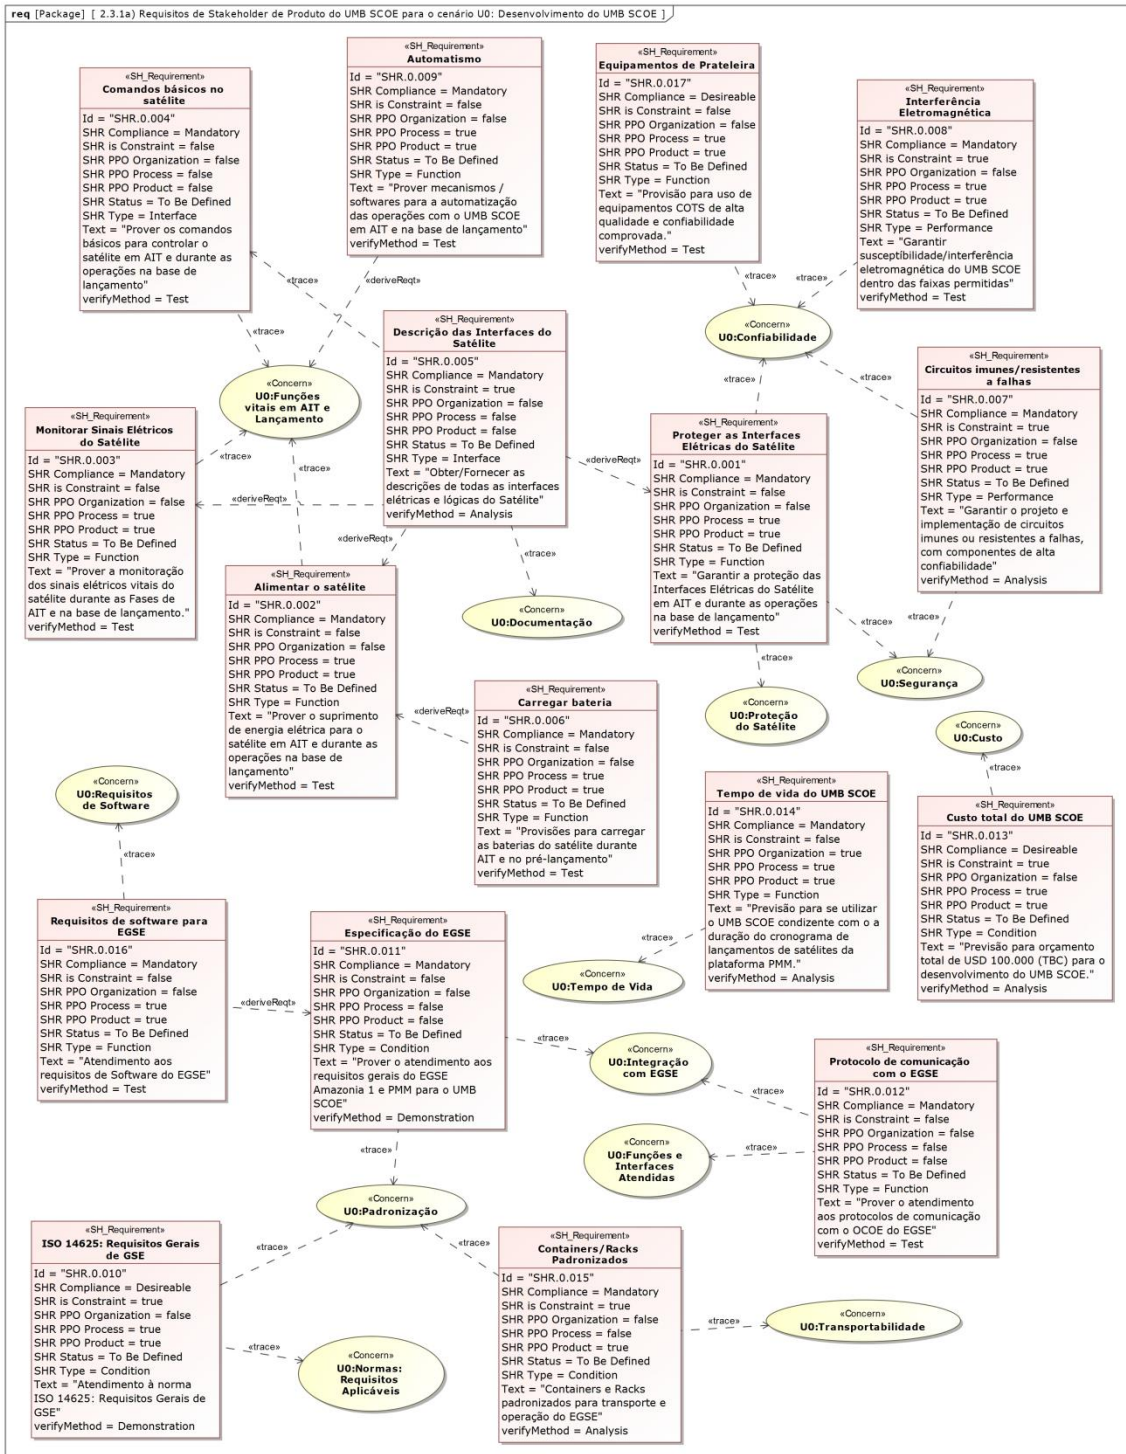 req [Package] [ 2.3.1a) Requisitos de Stakeholder de Produto do UMB SCOE para o cenário U0: Desenvolvimento do UMB SCOE ]
«SH_Requirement»
Comandos básicos no
satélite
Id = "SHR.0.004"
SHR Compliance = Mandatory
SHR is Constraint = false
SHR PPO Organization = false
SHR PPO Process = false
SHR PPO Product = false
SHR Status = To Be Defined
SHR Type = Interface
Text = "Prover os comandos
básicos para controlar o
satélite em AIT e durante as
operações na base de
lançamento"
verifyMethod = Test
«SH_Requirement»
Automatismo
Id = "SHR.0.009"
SHR Compliance = Mandatory
SHR is Constraint = false
SHR PPO Organization = false
SHR PPO Process = true
SHR PPO Product = true
SHR Status = To Be Defined
SHR Type = Function
Text = "Prover mecanismos /
softwares para a automatização
das operações com o UMB SCOE
em AIT e na base de lançamento"
verifyMethod = Test
«SH_Requirement»
Equipamentos de Prateleira
Id = "SHR.0.017"
SHR Compliance = Desireable
SHR is Constraint = false
SHR PPO Organization = false
SHR PPO Process = true
SHR PPO Product = true
SHR Status = To Be Defined
SHR Type = Function
Text = "Provisão para uso de
equipamentos COTS de alta
qualidade e confiabilidade
comprovada."
verifyMethod = Test
«SH_Requirement»
Interferência
Eletromagnética
Id = "SHR.0.008"
SHR Compliance = Mandatory
SHR is Constraint = true
SHR PPO Organization = false
SHR PPO Process = true
SHR PPO Product = true
SHR Status = To Be Defined
SHR Type = Performance
Text = "Garantir
susceptíbilidade/interferência
eletromagnética do UMB SCOE
dentro das faixas permitidas"
verifyMethod = Test
«trace»
«deriveReqt»
«trace»
«trace»
«trace»
«Concern»
U0:Confiabilidade
«SH_Requirement»
Descrição das Interfaces do
Satélite
Id = "SHR.0.005"
SHR Compliance = Mandatory
SHR is Constraint = true
SHR PPO Organization = false
SHR PPO Process = false
SHR PPO Product = false
SHR Status = To Be Defined
SHR Type = Interface
Text = "Obter/Fornecer as
descrições de todas as interfaces
elétricas e lógicas do Satélite"
verifyMethod = Analysis
«Concern»
U0:Funções
vitais em AIT e
Lançamento
«SH_Requirement»
Circuitos imunes/resistentes
a falhas
Id = "SHR.0.007"
SHR Compliance = Mandatory
SHR is Constraint = true
SHR PPO Organization = false
SHR PPO Process = true
SHR PPO Product = true
SHR Status = To Be Defined
SHR Type = Performance
Text = "Garantir o projeto e
implementação de circuitos
imunes ou resistentes a falhas,
com componentes de alta
confiabilidade"
verifyMethod = Analysis
«trace»
«trace»
«SH_Requirement»
Monitorar Sinais Elétricos
do Satélite
Id = "SHR.0.003"
SHR Compliance = Mandatory
SHR is Constraint = false
SHR PPO Organization = false
SHR PPO Process = true
SHR PPO Product = true
SHR Status = To Be Defined
SHR Type = Function
Text = "Prover a monitoração
dos sinais elétricos vitais do
satélite durante as Fases de
AIT e na base de lançamento."
verifyMethod = Test
«SH_Requirement»
Proteger as Interfaces
Elétricas do Satélite
Id = "SHR.0.001"
SHR Compliance = Mandatory
SHR is Constraint = false
SHR PPO Organization = false
SHR PPO Process = true
SHR PPO Product = true
SHR Status = To Be Defined
SHR Type = Function
Text = "Garantir a proteção das
Interfaces Elétricas do Satélite
em AIT e durante as operações
na base de lançamento"
verifyMethod = Test
«trace»
«trace»
«deriveReqt»
«deriveReqt»
«deriveReqt»
«trace»
«trace»
«SH_Requirement»
Alimentar o satélite
Id = "SHR.0.002"
SHR Compliance = Mandatory
SHR is Constraint = false
SHR PPO Organization = false
SHR PPO Process = true
SHR PPO Product = true
SHR Status = To Be Defined
SHR Type = Function
Text = "Prover o suprimento
de energia elétrica para o
satélite em AIT e durante as
operações na base de
lançamento"
verifyMethod = Test
«Concern»
U0:Documentação
«trace»
«trace»
«Concern»
U0:Segurança
«Concern»
U0:Proteção
do Satélite
«SH_Requirement»
Carregar bateria
Id = "SHR.0.006"
SHR Compliance = Mandatory
SHR is Constraint = false
SHR PPO Organization = false
SHR PPO Process = true
SHR PPO Product = true
SHR Status = To Be Defined
SHR Type = Function
Text = "Provisões para carregar
as baterias do satélite durante
AIT e no pré-lançamento"
verifyMethod = Test
«deriveReqt»
«Concern»
U0:Custo
«trace»
«Concern»
U0:Requisitos
de Software
«trace»
«SH_Requirement»
Tempo de vida do UMB SCOE
Id = "SHR.0.014"
SHR Compliance = Mandatory
SHR is Constraint = false
SHR PPO Organization = true
SHR PPO Process = true
SHR PPO Product = true
SHR Type = Function
Text = "Previsão para se utilizar
o UMB SCOE condizente com o a
duração do cronograma de
lançamentos de satélites da
plataforma PMM."
verifyMethod = Analysis
«SH_Requirement»
Custo total do UMB SCOE
Id = "SHR.0.013"
SHR Compliance = Desireable
SHR is Constraint = true
SHR PPO Organization = false
SHR PPO Process = true
SHR PPO Product = true
SHR Status = To Be Defined
SHR Type = Condition
Text = "Previsão para orçamento
total de USD 100.000 (TBC) para o
desenvolvimento do UMB SCOE."
verifyMethod = Analysis
«SH_Requirement»
Requisitos de software para
EGSE
Id = "SHR.0.016"
SHR Compliance = Mandatory
SHR is Constraint = false
SHR PPO Organization = false
SHR PPO Process = true
SHR PPO Product = true
SHR Status = To Be Defined
SHR Type = Function
Text = "Atendimento aos
requisitos de Software do EGSE"
verifyMethod = Test
«deriveReqt»
«SH_Requirement»
Especificação do EGSE
Id = "SHR.0.011"
SHR Compliance = Mandatory
SHR is Constraint = false
SHR PPO Organization = false
SHR PPO Process = false
SHR PPO Product = false
SHR Status = To Be Defined
SHR Type = Condition
Text = "Prover o atendimento aos
requisitos gerais do EGSE
Amazonia 1 e PMM para o UMB
SCOE"
verifyMethod = Demonstration
«trace»
«Concern»
U0:Tempo de Vida
«trace»
«Concern»
U0:Integração
com EGSE
«trace»
«SH_Requirement»
Protocolo de comunicação
com o EGSE
Id = "SHR.0.012"
SHR Compliance = Mandatory
SHR is Constraint = false
SHR PPO Organization = false
SHR PPO Process = false
SHR PPO Product = false
SHR Status = To Be Defined
SHR Type = Function
Text = "Prover o atendimento
aos protocolos de comunicação
com o OCOE do EGSE"
verifyMethod = Test
«trace»
«Concern»
U0:Funções e
Interfaces
Atendidas
«trace»
«Concern»
U0:Padronização
«SH_Requirement»
ISO 14625: Requisitos Gerais
de GSE
Id = "SHR.0.010"
SHR Compliance = Desireable
SHR is Constraint = true
SHR PPO Organization = false
SHR PPO Process = true
SHR PPO Product = true
SHR Status = To Be Defined
SHR Type = Condition
Text = "Atendimento à norma
ISO 14625: Requisitos Gerais de
GSE"
verifyMethod = Demonstration
«trace»
«trace»
«trace»
«Concern»
U0:Normas:
Requisitos
Aplicáveis
«SH_Requirement»
Containers/Racks
Padronizados
Id = "SHR.0.015"
SHR Compliance = Mandatory
SHR is Constraint = true
SHR PPO Organization = false
SHR PPO Process = false
SHR PPO Product = true
SHR Status = To Be Defined
SHR Type = Condition
Text = "Containers e Racks
padronizados para transporte e
operação do EGSE"
verifyMethod = Analysis
«trace»
«Concern»
U0:Transportabilidade